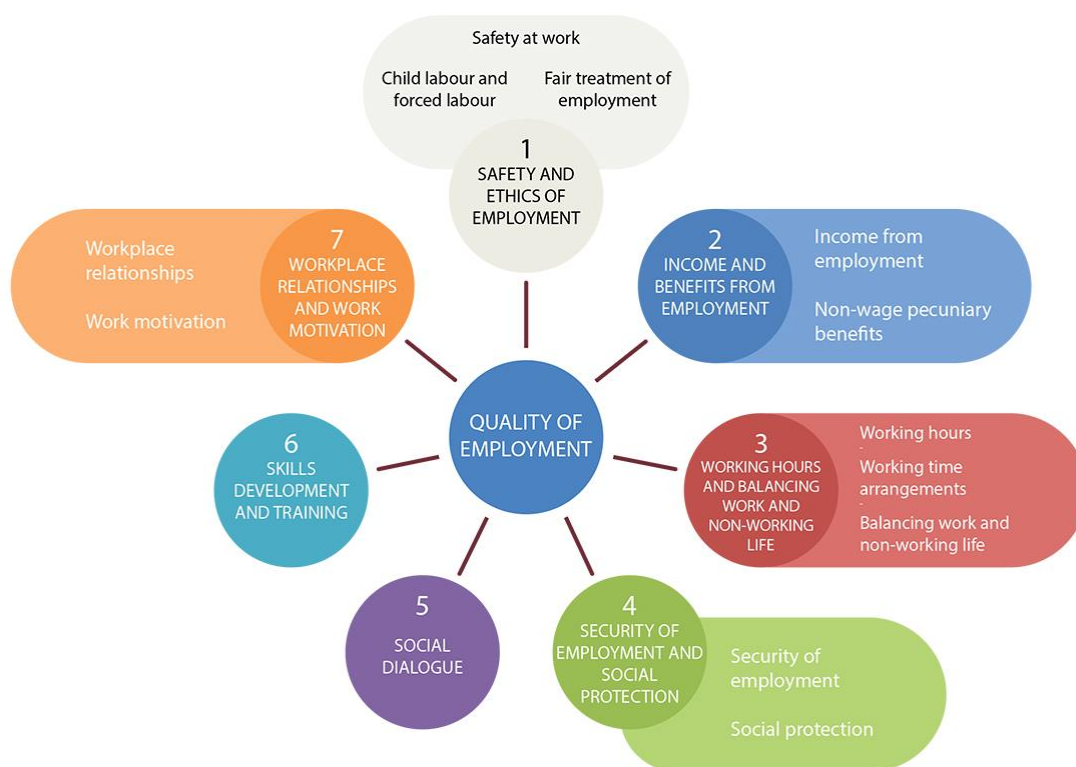 Safety at work
Child labour and
forced labour
Fair treatment of
employment
1
SAFETY AND
ETHICS OF
EMPLOYMENT
7
WORKPLACE
RELATIONSHIPS
AND WORK
MOTIVATION
Workplace
relationships
Work motivation
2
INCOME AND
BENEFITS FROM
EMPLOYMENT
Income from
employment
Non-wage pecuniary
benefits
QUALITY OF
EMPLOYMENT
3
WORKING HOURS
AND BALANCING
WORK AND
NON-WORKING
LIFE
Working hours
-
Working time
arrangements
-
Balancing work and
non-working life
6
SKILLS
DEVELOPMENT
AND TRAINING
5
SOCIAL
DIALOGUE
4
SECURITY OF
EMPLOYMENT AND
SOCIAL
PROTECTION
Security of
employment
Social protection